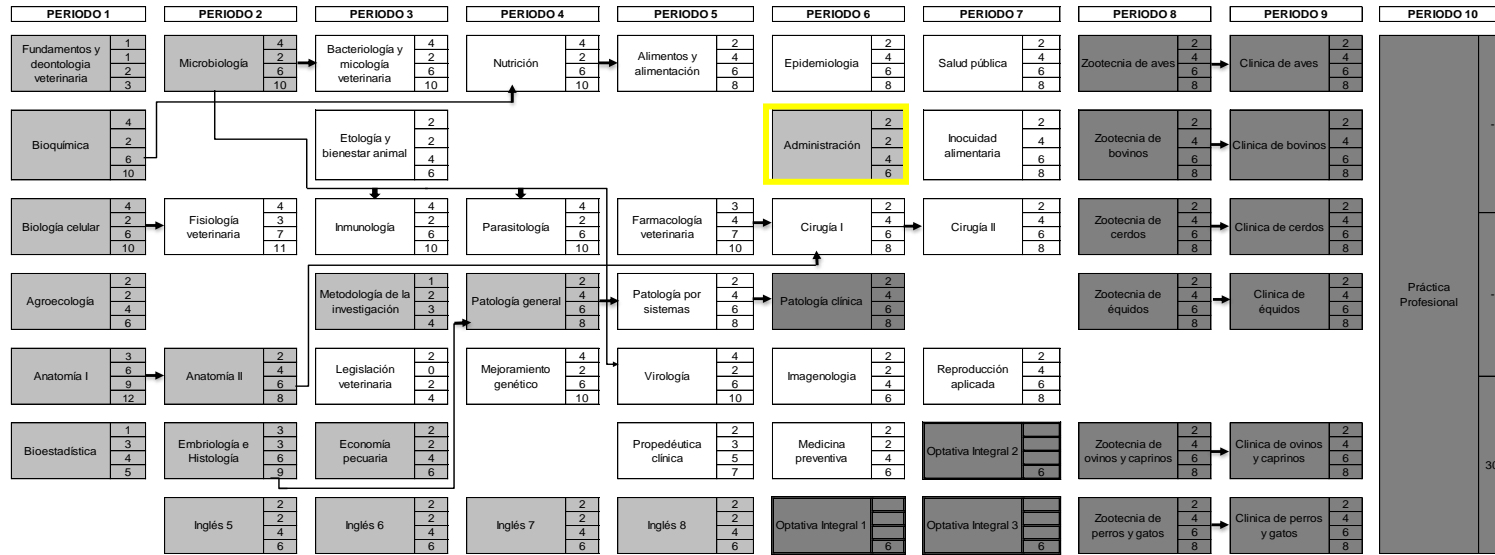 PERIODO 1
PERIODO 2
PERIODO 3
PERIODO 4
PERIODO 5
PERIODO 6
PERIODO 7
PERIODO 8
PERIODO 9
PERIODO 10
Fundamentos y
deontologia
veterinaria
1
1
2
3
Microbiología
4
2
6
10
Bacteriología y
micología
veterinaria
4
2
6
10
Nutrición
4
2
6
10
Alimentos y
alimentación
2
4
6
8
Epidemiologia
2
4
6
8
Salud pública
2
4
6
8
Zootecnia de aves
2
4
6
8
Clinica de aves
2
4
6
8
Bioquímica
4
2
6
10
Etología y
bienestar animal
2
2
4
6
Administración
2
2
4
6
Inocuidad
alimentaria
2
4
6
8
Zootecnia de
bovinos
2
4
6
8
Clinica de bovinos
2
4
6
8
-
Biología celular
4
2
6
10
Fisiología
veterinaria
4
3
7
11
Inmunología
4
2
6
10
Parasitología
4
2
6
10
Farmacología
veterinaria
3
4
7
10
Cirugía I
2
4
6
8
Cirugía II
2
4
6
8
Zootecnia de
cerdos
2
4
6
8
Clinica de cerdos
2
4
6
8
Agroecología
2
2
4
6
Metodología de la
investigación
1
2
3
4
Patología general
2
4
6
8
Patología por
sistemas
2
4
6
8
Patología clínica
2
4
6
8
Zootecnia de
équidos
2
4
6
8
Clinica de
équidos
2
4
6
8
Práctica
Profesional
-
Anatomía I
3
6
9
12
Anatomía II
2
4
6
8
Legislación
veterinaria
2
0
2
4
Mejoramiento
genético
4
2
6
10
Virología
4
2
6
10
Imagenologia
2
2
4
6
Reproducción
aplicada
2
4
6
8
Bioestadística
1
3
4
5
Embriología e
Histología
3
3
6
9
Economía
pecuaria
2
2
4
6
Propedéutica
clínica
2
3
5
7
Medicina
preventiva
2
2
4
6
Optativa Integral 2
6
Zootecnia de
ovinos y caprinos
2
4
6
8
Clinica de ovinos
y caprinos
2
4
6
8
Inglés 5
2
2
4
6
Inglés 6
2
2
4
6
Inglés 7
2
2
4
6
Inglés 8
2
2
4
6
Optativa Integral 1
6
Optativa Integral 3
6
Zootecnia de
perros y gatos
2
4
6
8
Clinica de perros
y gatos
2
4
6
8